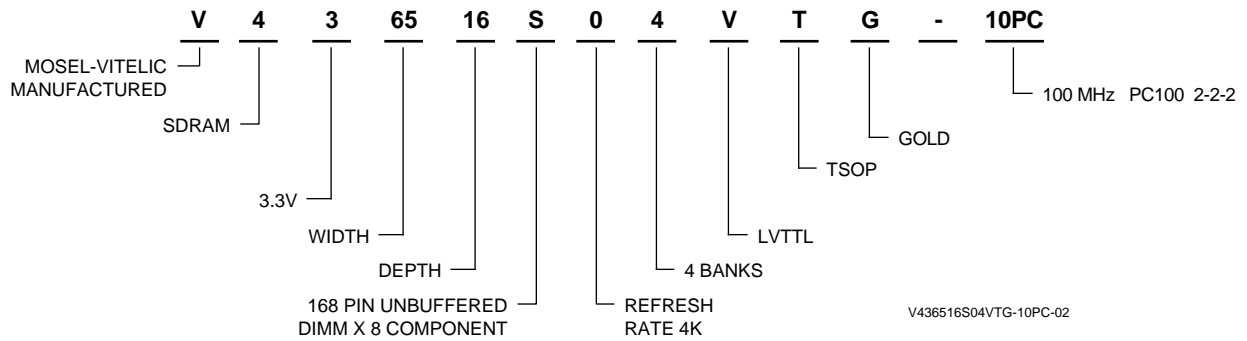 V 4 3 65 16 S 0 4 V T G - 10PC
MOSEL-VITELIC
MANUFACTURED
SDRAM
3.3V
WIDTH
DEPTH
168 PIN UNBUFFERED
DIMM X 8 COMPONENT
REFRESH
RATE 4K
4 BANKS
LVTTL
TSOP
GOLD
100 MHz PC100 2-2-2
V436516S04VTG-10PC-02